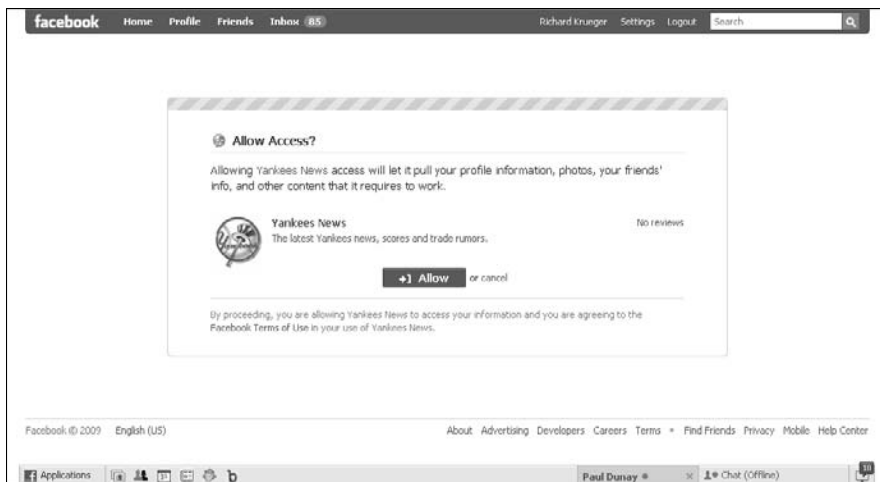 facebook Home Profile Friends Inbox 85 Richard Krueger Settings Logout Search
Allow Access?
Allowing Yankees News access will let it pull your profile information, photos, your friends'
info, and other content that it requires to work.
Yankees News No reviews
The latest Yankees news, scores and trade rumors.
Allow or cancel
By proceeding, you are allowing Yankees News to access your information and you are agreeing to the
Facebook Terms of Use in your use of Yankees News.
Facebook © 2009 English (US) About Advertising Developers Careers Terms • Find Friends Privacy Mobile Help Center
Applications 31 b Paul Dunay × Chat (Offline) 10